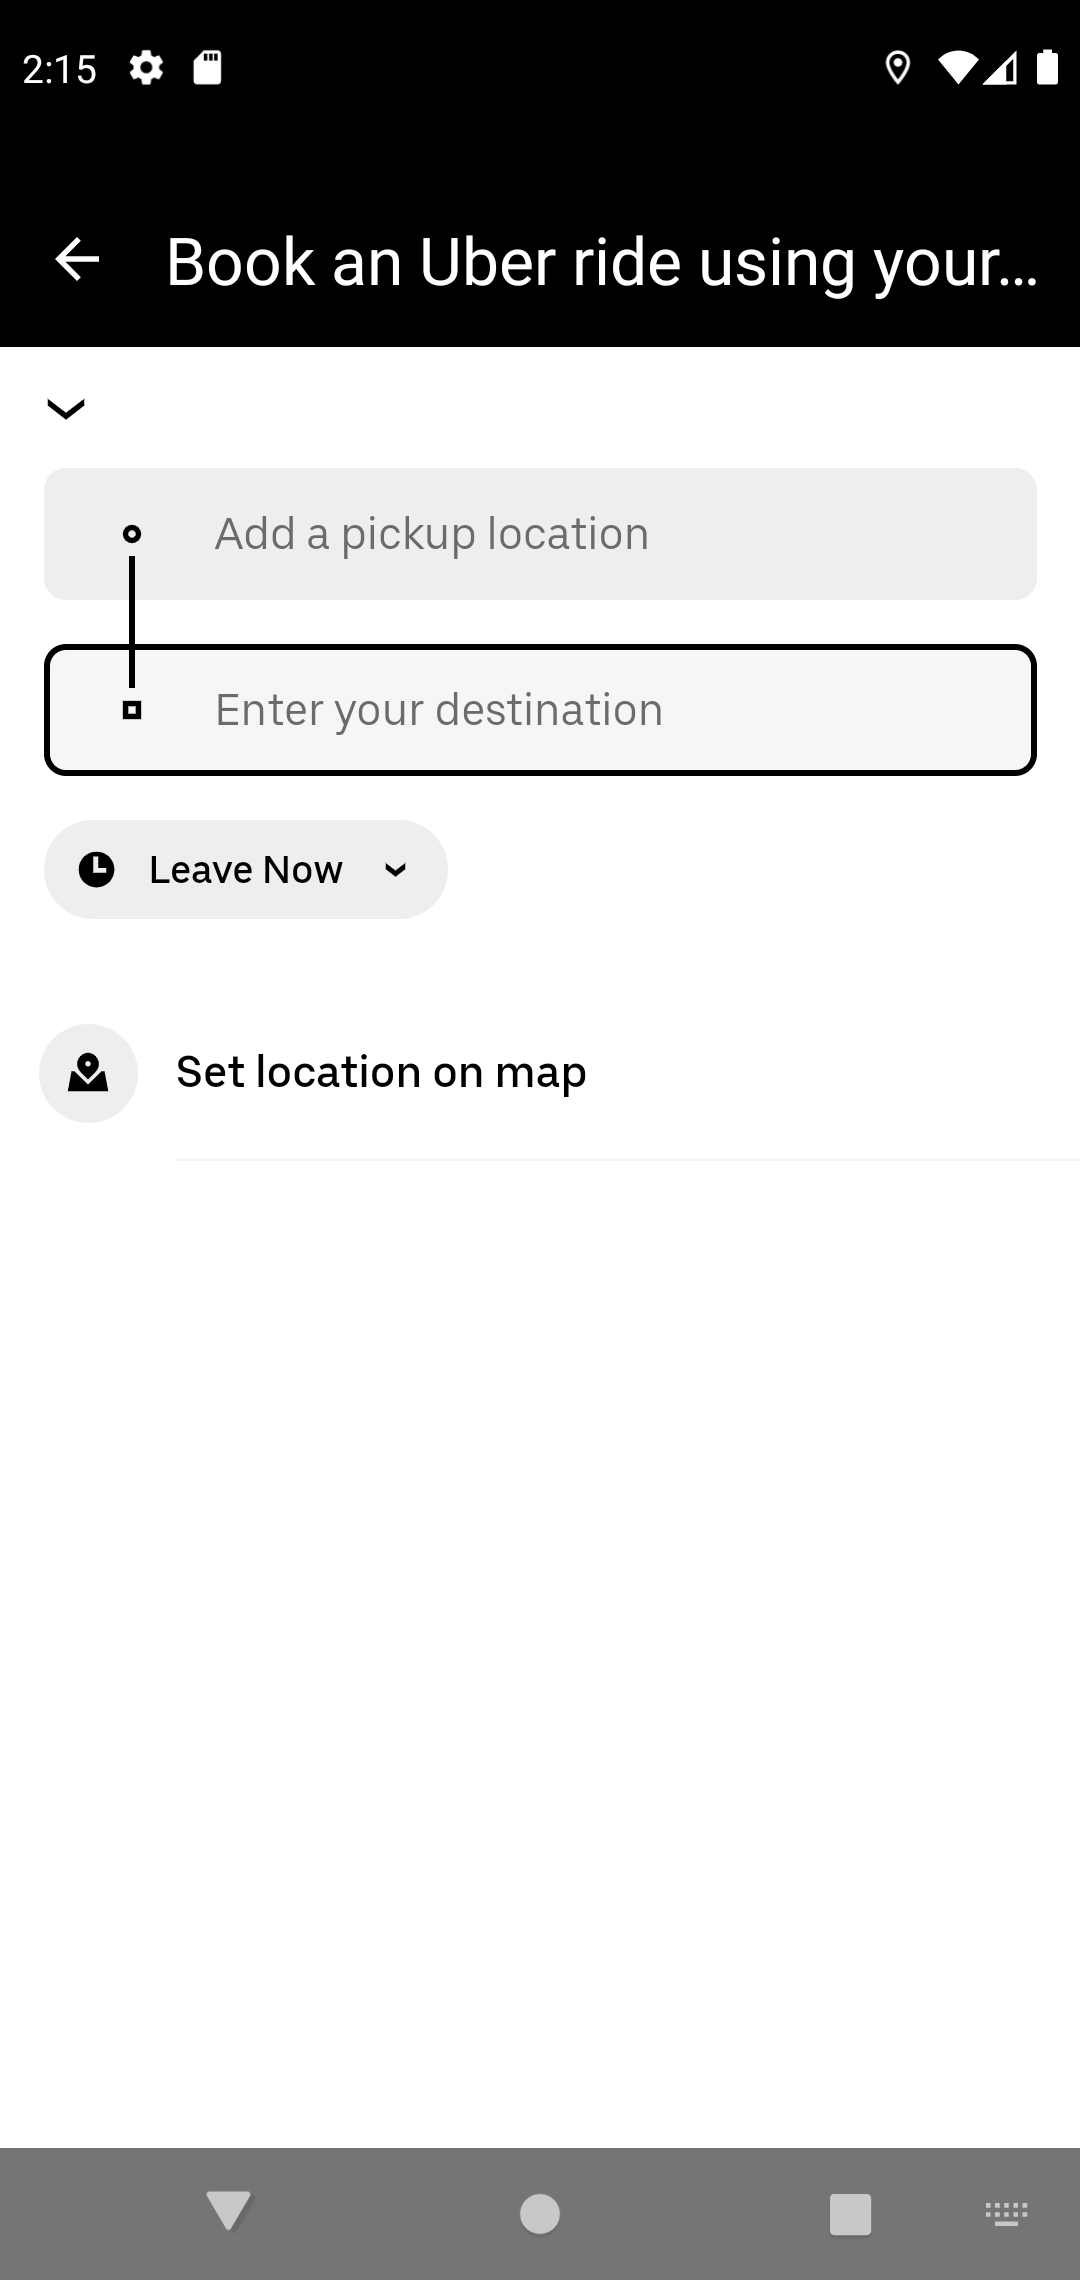 2:15
Book an Uber ride using your...
Add a pickup location
Enter your destination
Leave Now
Set location on map